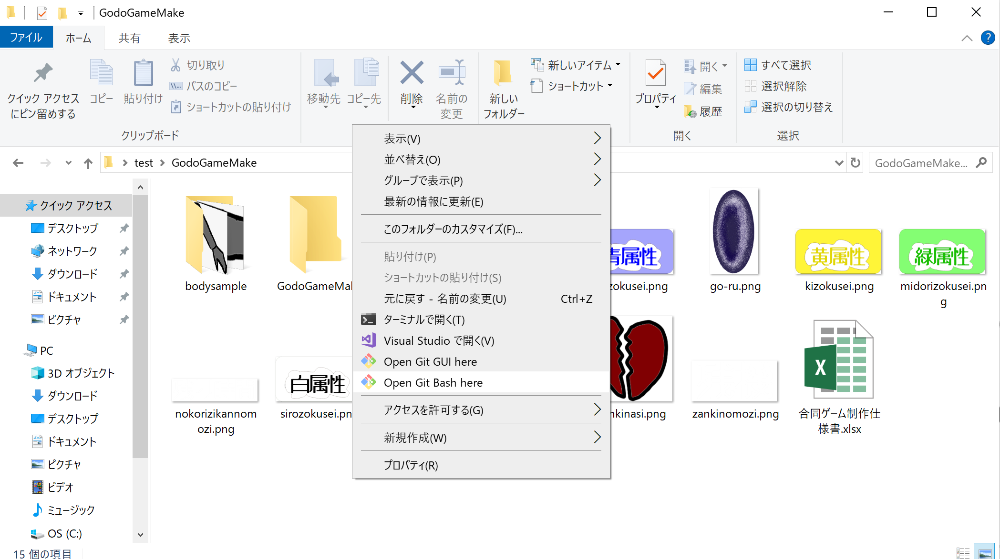 GodoGameMake
ファイル
ホーム
共有
表示
クイック アクセス
にピン留めする
コピー
貼り付け
切り取り
パスのコピー
ショートカットの貼り付け
クリップボード
移動先
コピー先
削除
名前の
変更
新しい
フォルダー
新しいアイテム
ショートカット
プロパティ
開く
編集
履歴
開く
すべて選択
選択解除
選択の切り替え
選択
test
GodoGameMake
GodoGameMake...
クイック アクセス
デスクトップ
ネットワーク
ダウンロード
ドキュメント
ピクチャ
PC
3D オブジェクト
ダウンロード
デスクトップ
ドキュメント
ピクチャ
ビデオ
ミュージック
OS (C:)
15 個の項目
bodysample
GodoGameMa
表示(V)
並べ替え(O)
グループで表示(P)
最新の情報に更新(E)
このフォルダーのカスタマイズ(F)...
貼り付け(P)
ショートカットの貼り付け(S)
元に戻す - 名前の変更(U) Ctrl+Z
ターミナルで開く(T)
Visual Studio で開く(V)
Open Git GUI here
Open Git Bash here
アクセスを許可する(G)
新規作成(W)
プロパティ(R)
青属性
zokusei.png
go-ru.png
黄属性
kizokusei.png
緑属性
midorizokusei.pn
g
nokorizikannom
ozi.png
白属性
sirozokusei.pn
nkinasi.png
zankinomozi.png
X
合同ゲーム制作仕
様書.xlsx